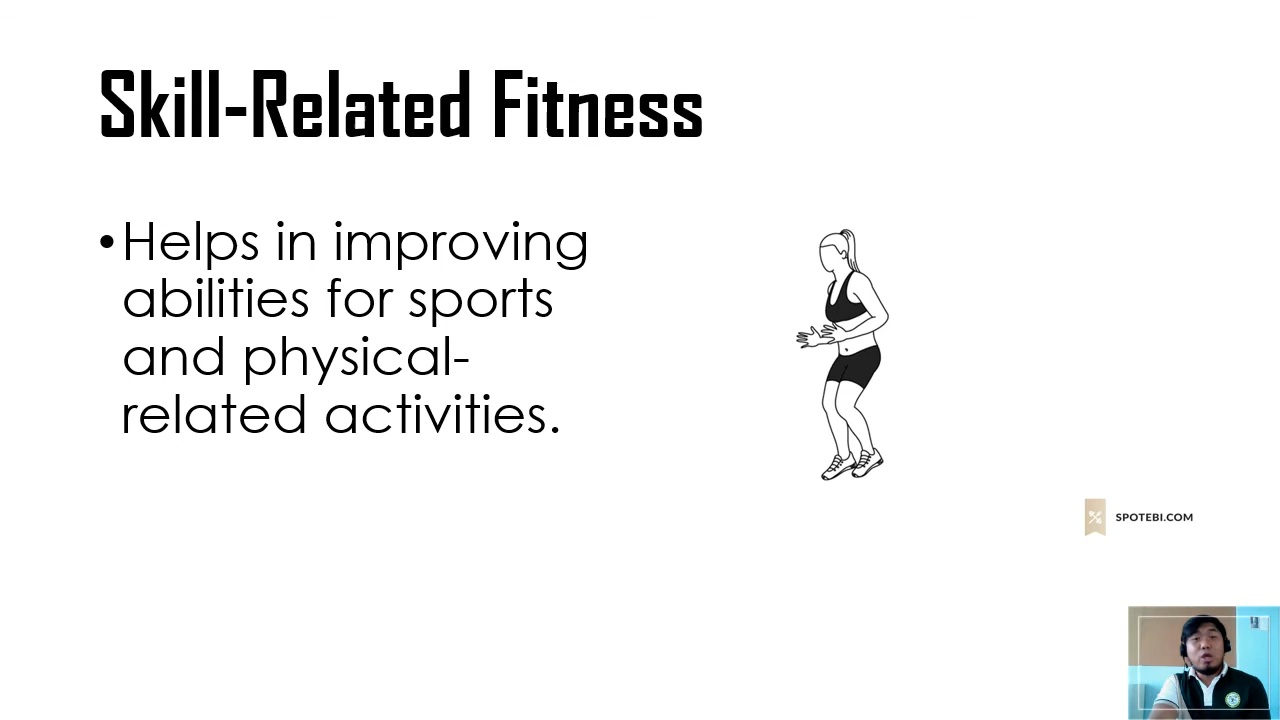 Skill-Related Fitness
•Helps in improving
abilities for sports
and physical-
related activities.
SPOTEBI.COM